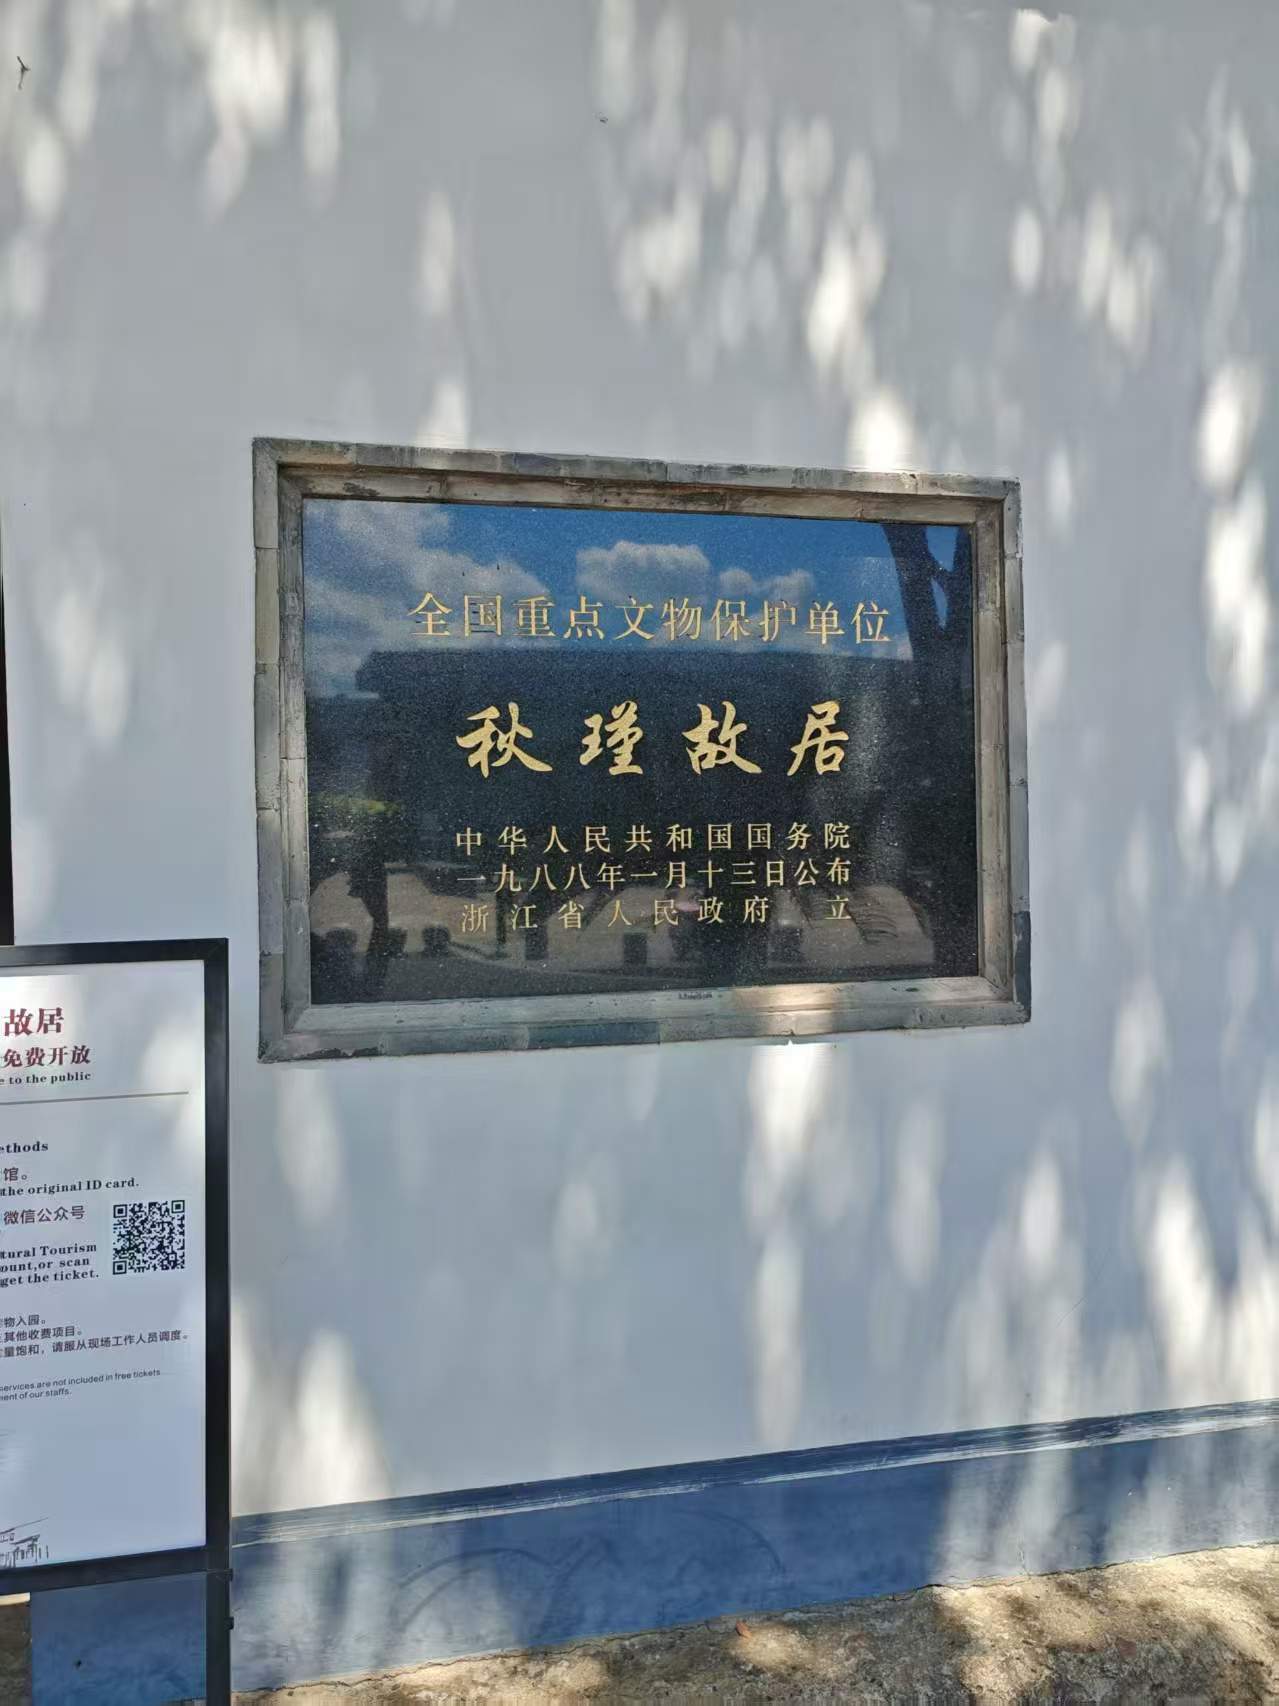 全国重点文物保护单位
秋瑾故居
中华人民共和国国务院
一九八八年一月十三日公布
浙江省人民政府 立
故居
免费开放
to the public
馆。
the original ID card.
微信公众号
Tourism
or scan
get the ticket.
物入园。
其他收费项目。
量饱和，请服从现场工作人员调度。
services are not included in free tickets
of our staffs.